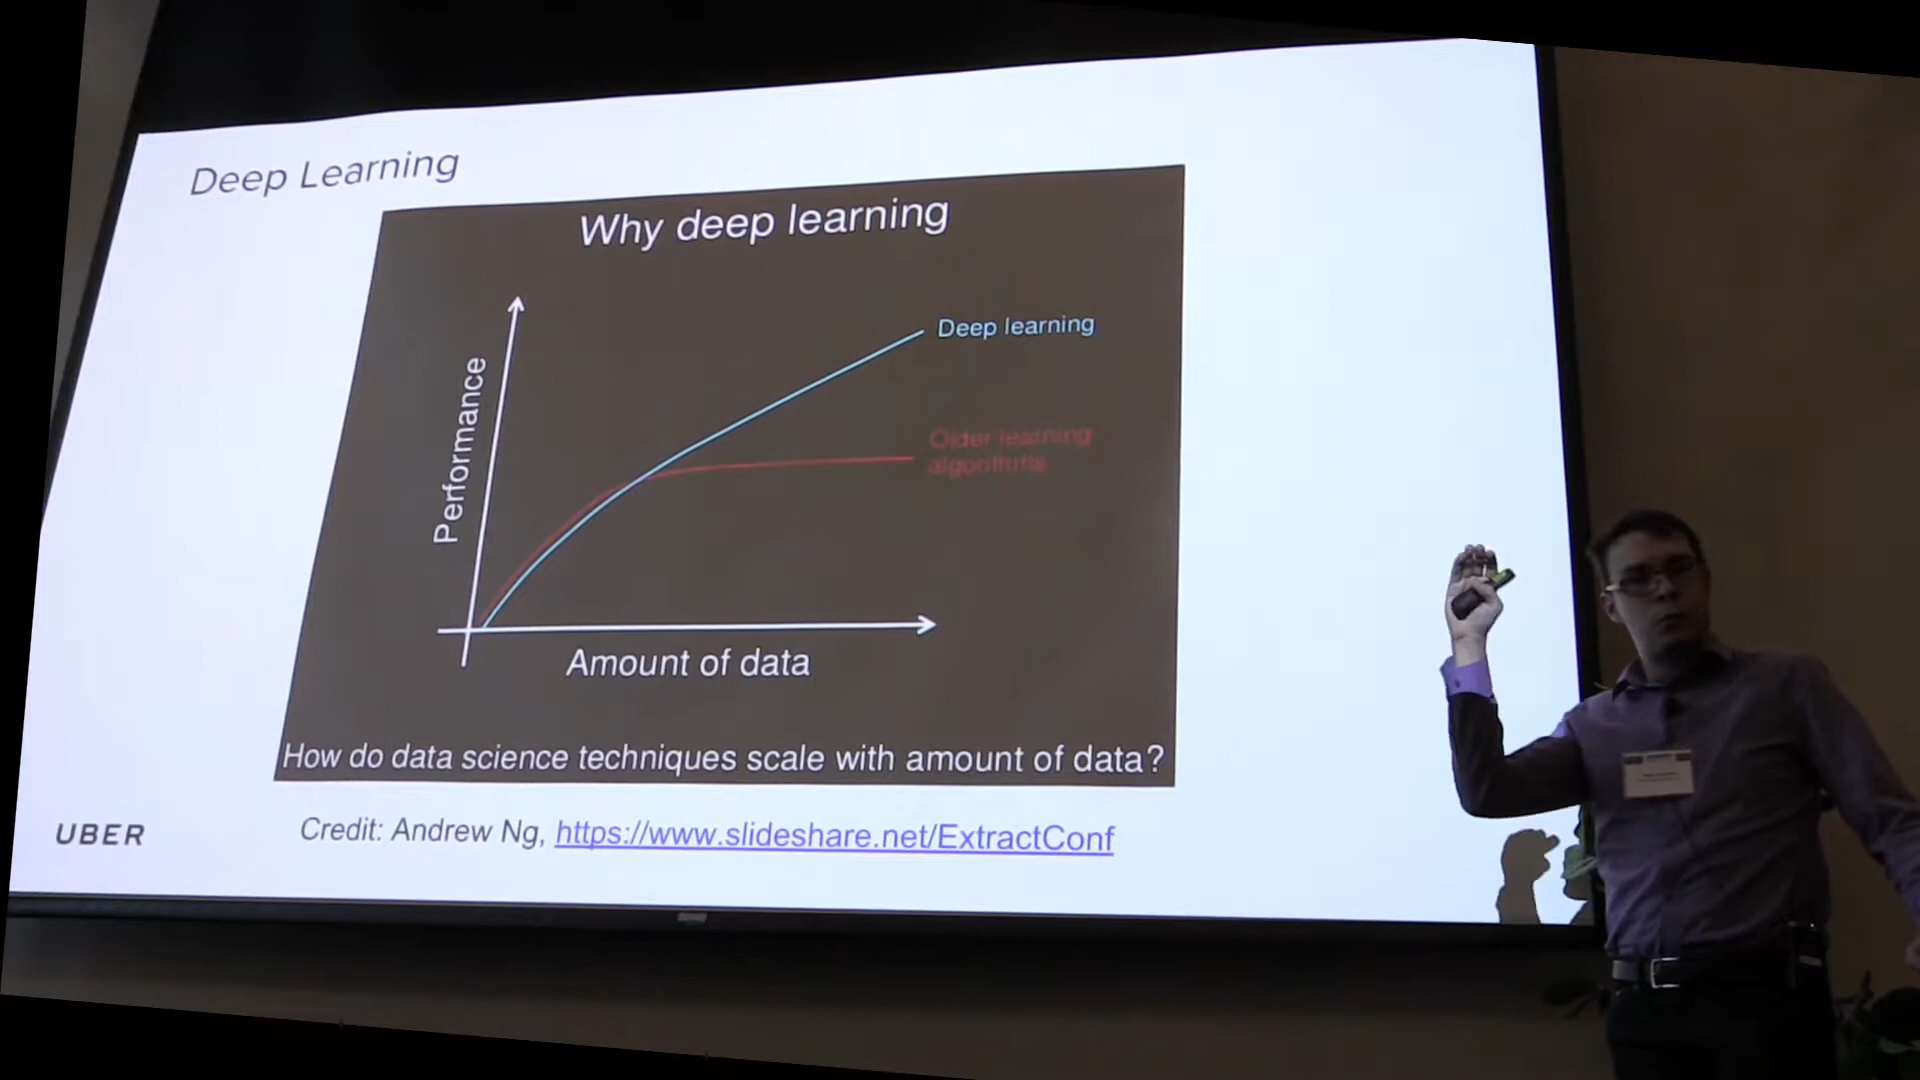 Deep Learning
Why deep learning
Deep learning
Older learning
algorithms
Performance
Amount of data
How do data science techniques scale with amount of data?
UBER
Credit: Andrew Ng, https://www.slideshare.net/ExtractConf